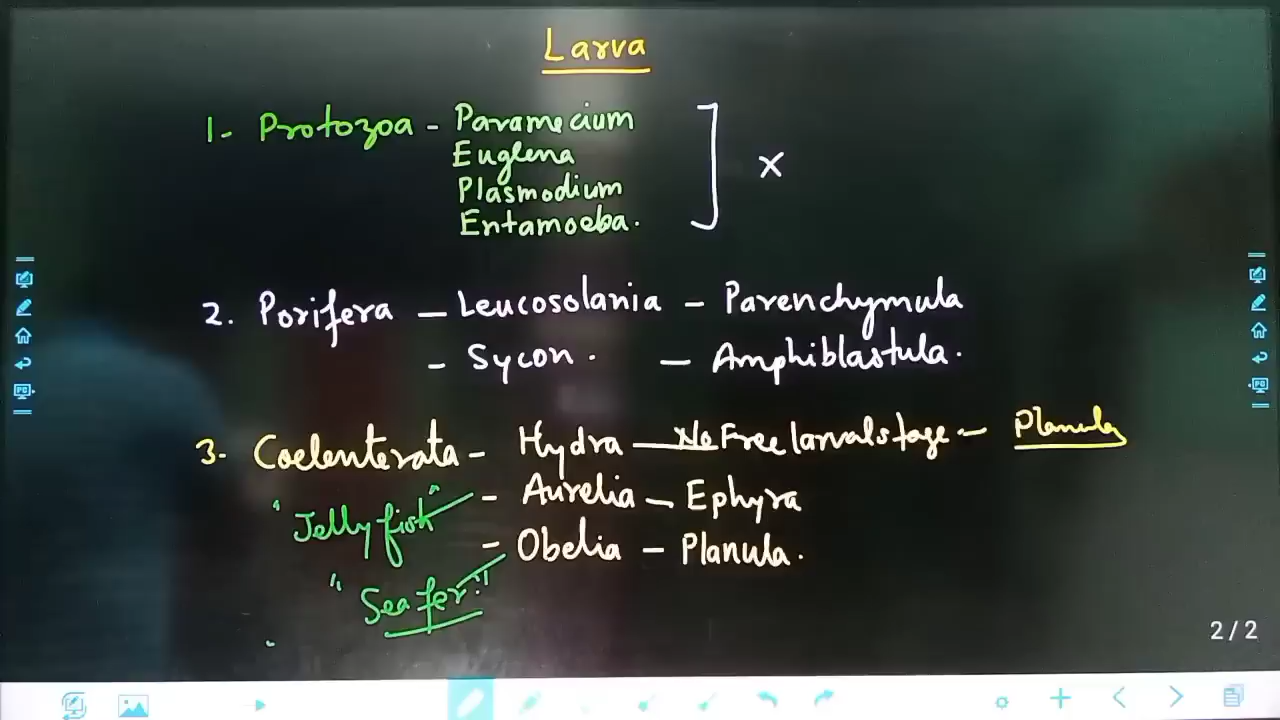 Larva
1- Protozoa - Paramecium
Euglena
Plasmodium
Entamoeba.
] X
2. Porifera - Leucosolania - Parenchymula
- Sycon. - Amphiblastula.
3- Coelenterata - Hydra - No Free larval stage - Planula
"Jelly fish" - Aurelia - Ephyra
- Obelia - Planula.
"Sea fer."
2/2